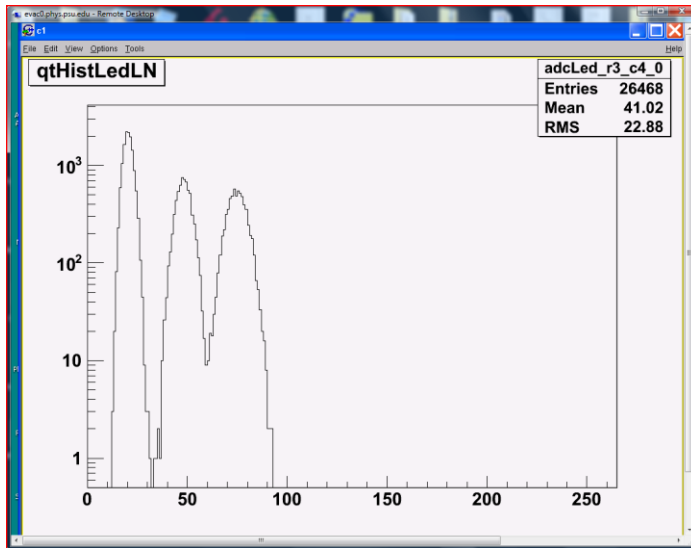 evac0.phys.psu.edu - Remote Desktop
c1
File Edit View Options Tools Help
qtHistLedLN
adcLed_r3_c4_0
Entries 26468
Mean 41.02
RMS 22.88
10³
10²
10
1
0 50 100 150 200 250